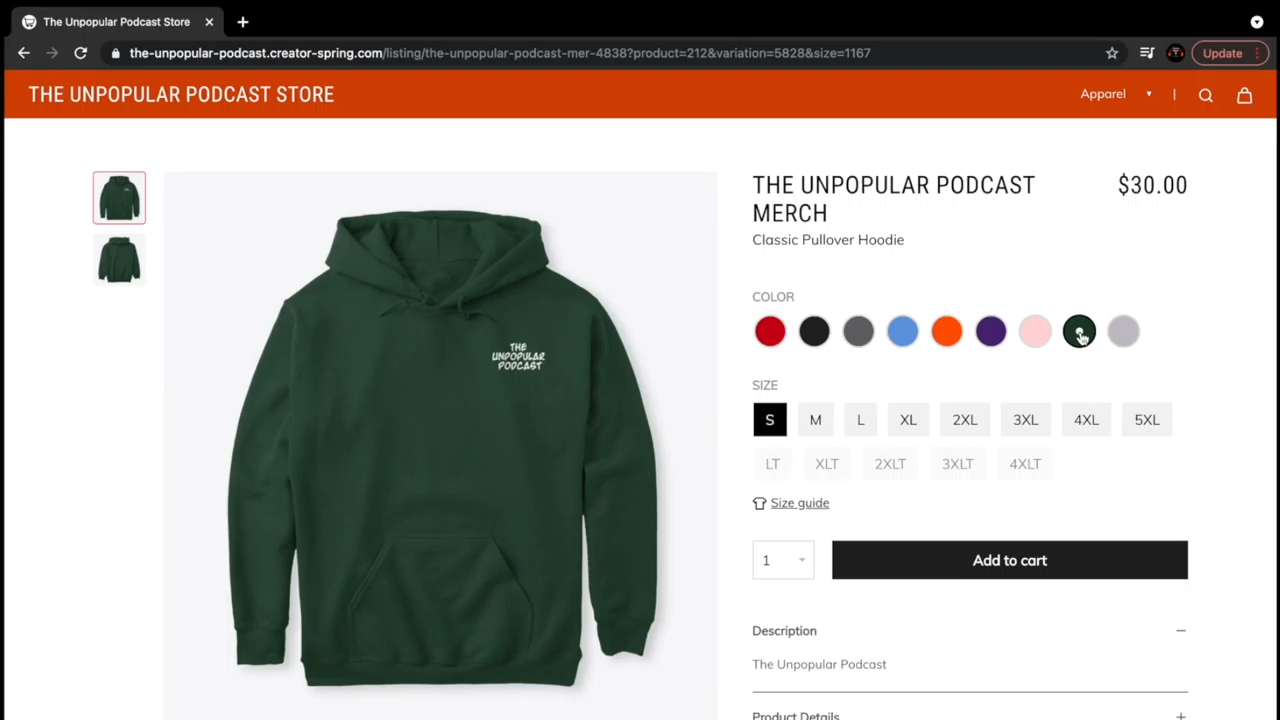 The Unpopular Podcast Store
the-unpopular-podcast.creator-spring.com/listing/the-unpopular-podcast-mer-4838?product=212&variation=5828&size=1167
Update
THE UNPOPULAR PODCAST STORE
Apparel
THE UNPOPULAR PODCAST
MERCH
$30.00
Classic Pullover Hoodie
COLOR
THE
UNPOPULAR
PODCAST
SIZE
S M L XL 2XL 3XL 4XL 5XL
LT XLT 2XLT 3XLT 4XLT
Size guide
1
Add to cart
Description
The Unpopular Podcast
Product Details